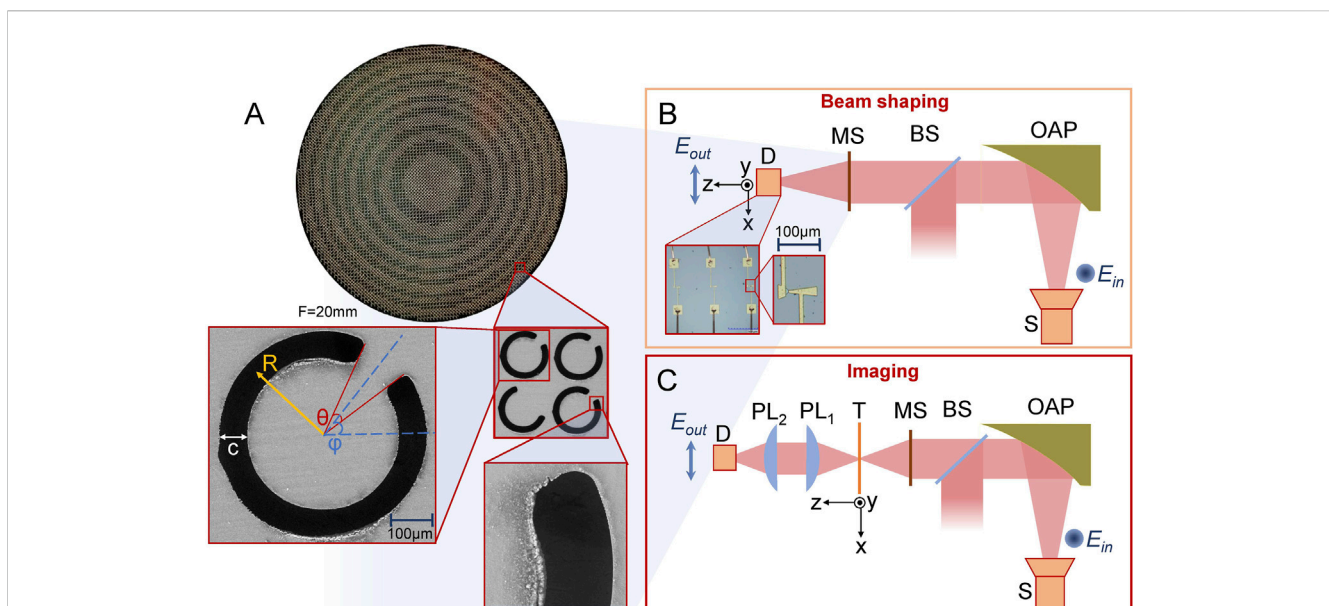 A
F=20mm
R
θ
φ
c
100μm
B
Beam shaping
MS
BS
OAP
E_out
D
y
z
x
100μm
E_in
S
C
Imaging
E_out
D
PL₂
PL₁
T
MS
BS
OAP
z
y
x
E_in
S